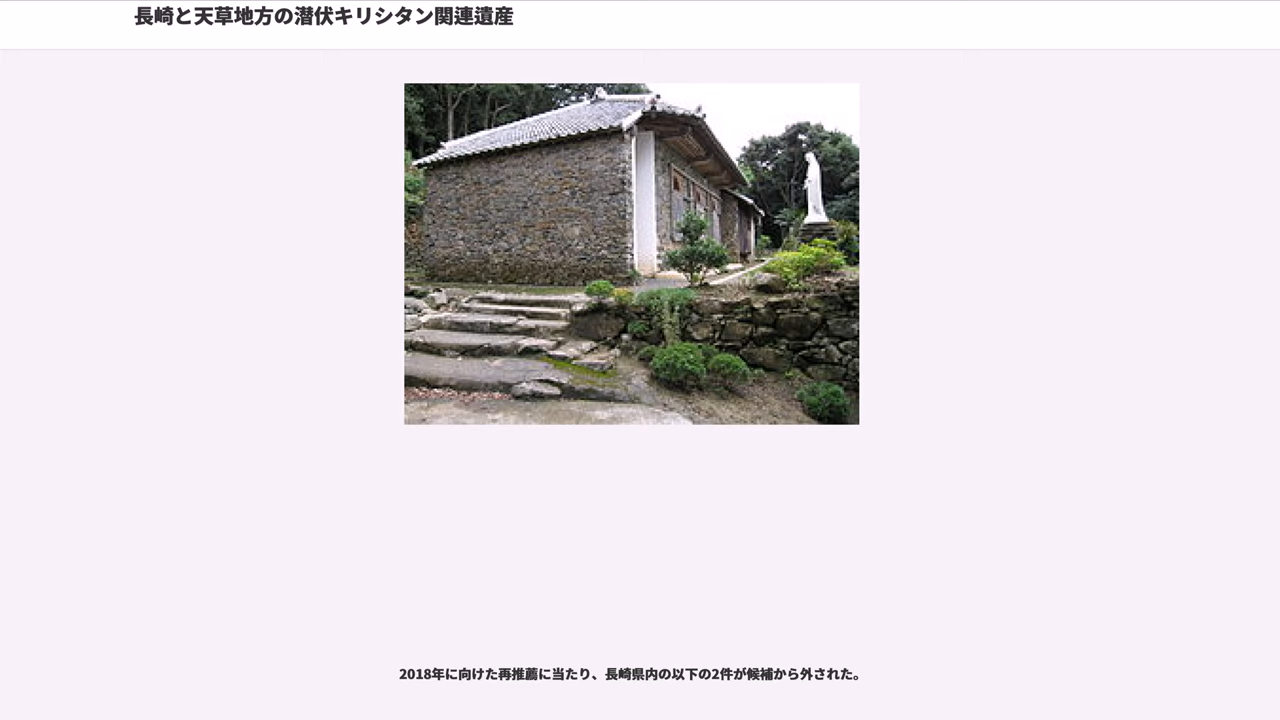 長崎と天草地方の潜伏キリシタン関連遺産
2018年に向けた再推薦に当たり、長崎県内の以下の2件が候補から外された。